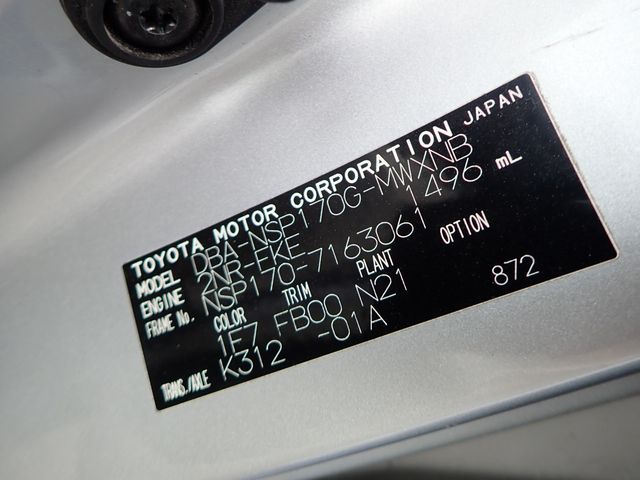 TOYOTA MOTOR CORPORATION JAPAN
MODEL DBA-NSP170G-MWXNB
ENGINE 2NR-FKE 1496 mL
FRAME No. NSP170-7163061
COLOR TRIM PLANT OPTION
1F7 FB00 N21 872
TRANS./AXLE K312 -01A